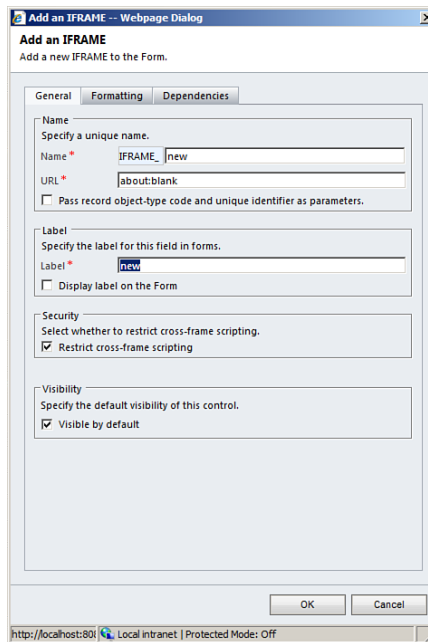 Add an IFRAME -- Webpage Dialog
Add an IFRAME
Add a new IFRAME to the Form.
General Formatting Dependencies
Name
Specify a unique name.
Name * IFRAME_ new
URL * about:blank
Pass record object-type code and unique identifier as parameters.
Label
Specify the label for this field in forms.
Label * new
Display label on the Form
Security
Select whether to restrict cross-frame scripting.
Restrict cross-frame scripting
Visibility
Specify the default visibility of this control.
Visible by default
OK Cancel
http://localhost:808 Local intranet | Protected Mode: Off